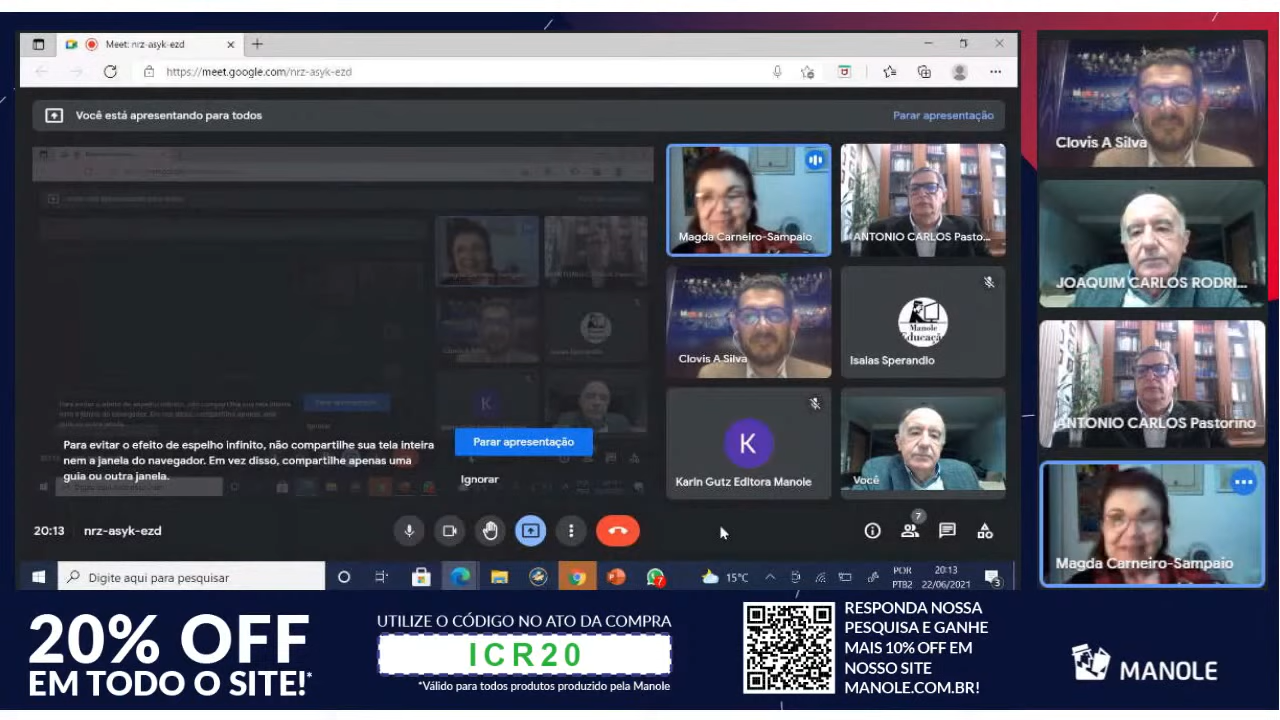 Meet: nrz-asyk-ezd
https://meet.google.com/nrz-asyk-ezd
Você está apresentando para todos
Parar apresentação
Magda Carneiro-Sampaio
ANTONIO CARLOS Pasto...
Clovis A Silva
Manole
Educaçã
Isaias Sperandio
K
Karin Gutz Editora Manole
Você
Para evitar o efeito de espelho infinito, não compartilhe sua tela inteira
nem a janela do navegador. Em vez disso, compartilhe apenas uma
guia ou outra janela.
Parar apresentação
Ignorar
20:13 nrz-asyk-ezd
7
Digite aqui para pesquisar
7
15°C
POR
PTB2
20:13
22/06/2021
3
Clovis A Silva
JOAQUIM CARLOS RODRI...
ANTONIO CARLOS Pastorino
Magda Carneiro-Sampaio
20% OFF
EM TODO O SITE!*
UTILIZE O CÓDIGO NO ATO DA COMPRA
ICR20
*Válido para todos produtos produzido pela Manole
RESPONDA NOSSA
PESQUISA E GANHE
MAIS 10% OFF EM
NOSSO SITE
MANOLE.COM.BR!
MANOLE